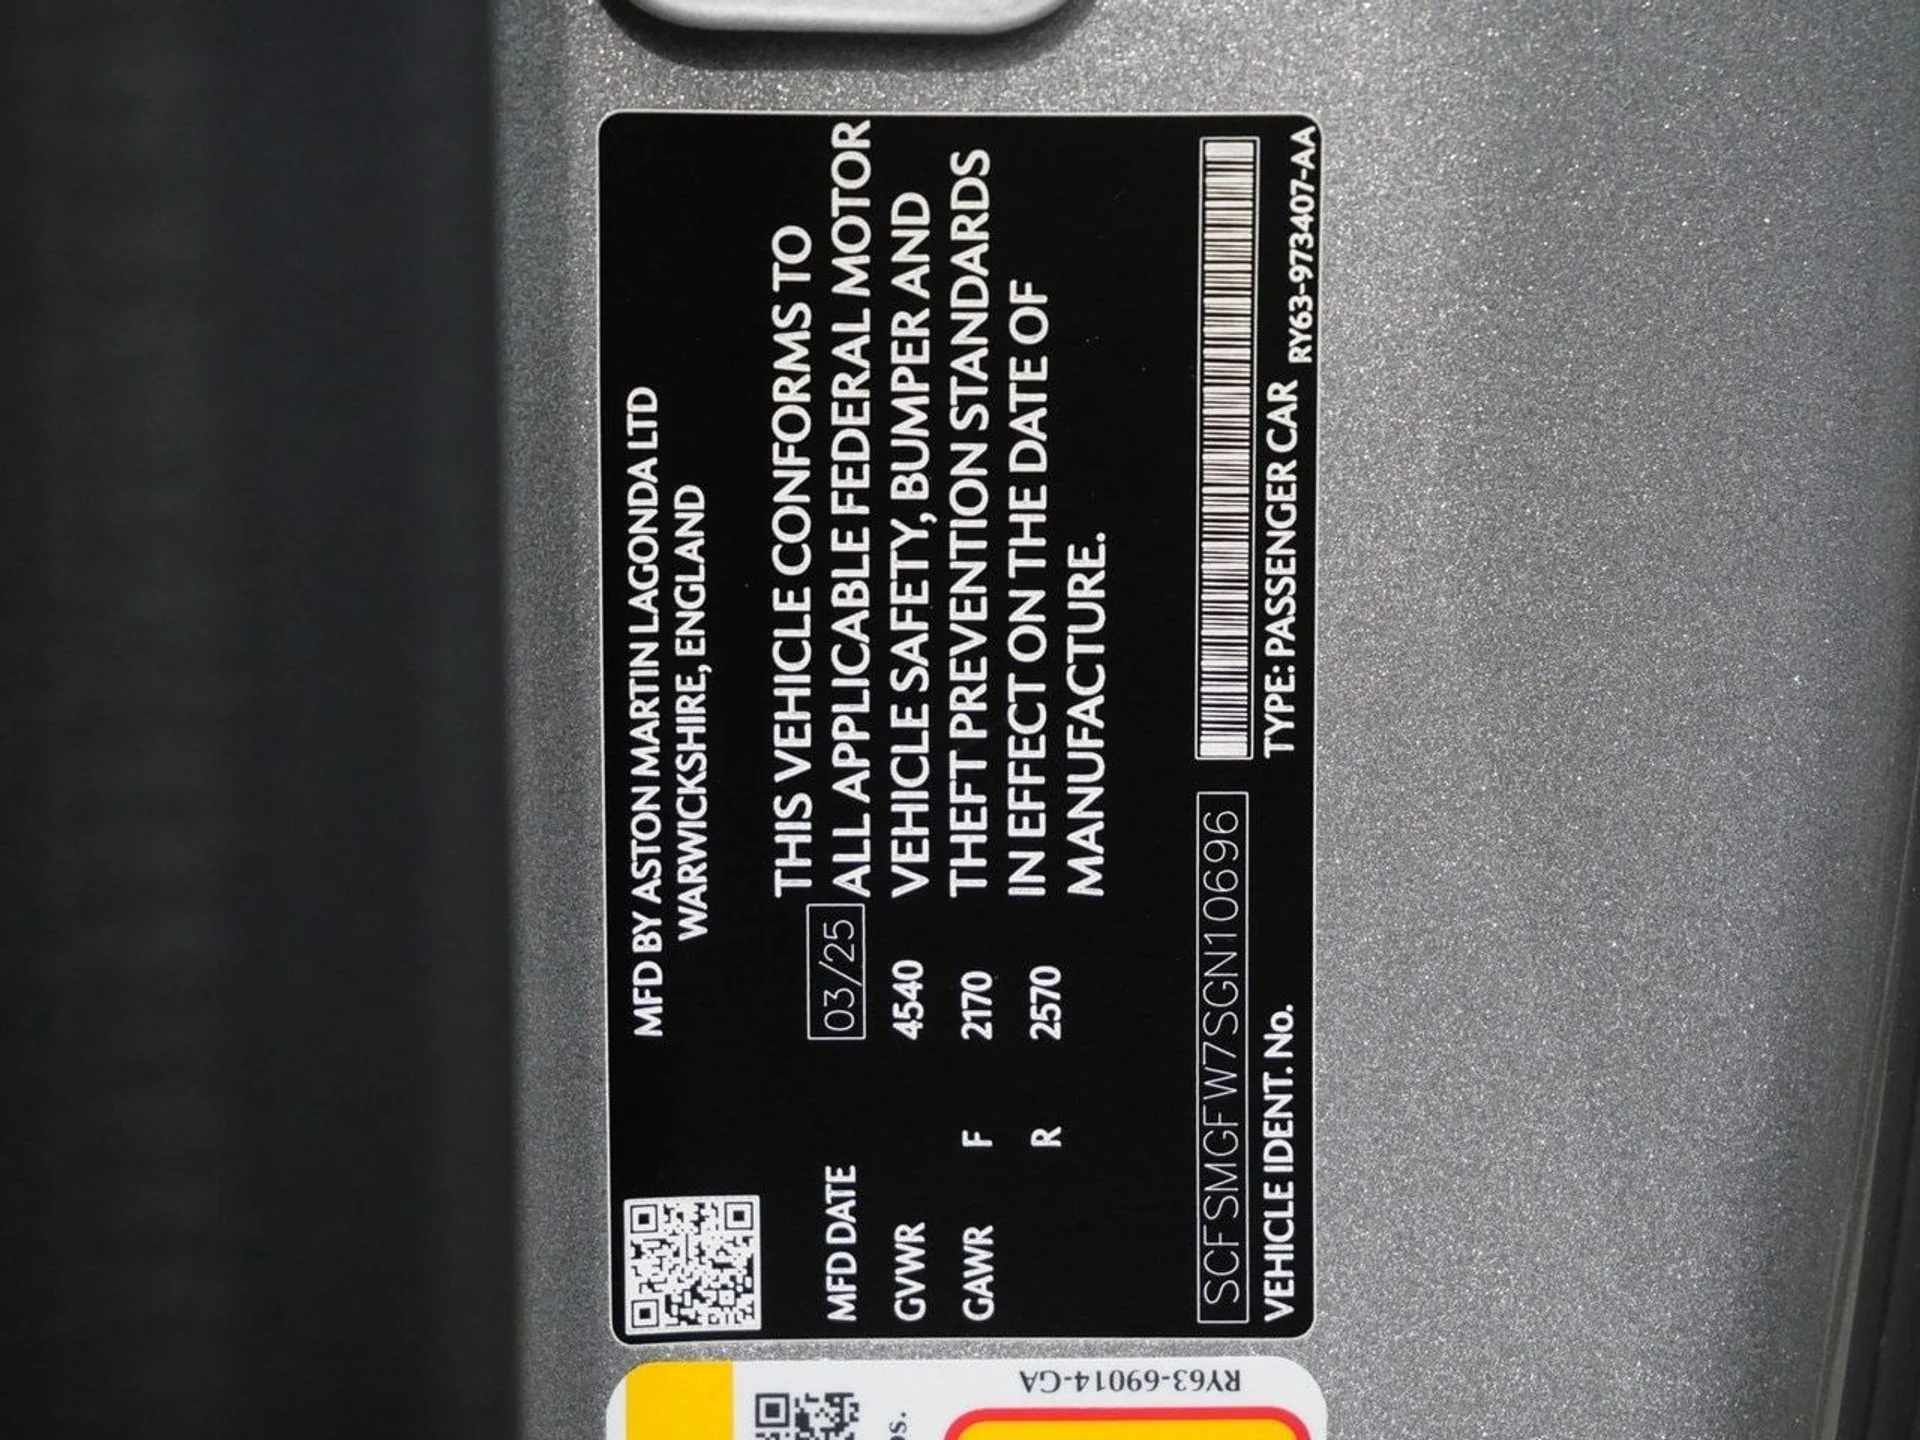 MFD BY ASTON MARTIN LAGONDA LTD
WARWICKSHIRE, ENGLAND
MFD DATE 03/25
GVWR 4540
GAWR F 2170
R 2570
THIS VEHICLE CONFORMS TO
ALL APPLICABLE FEDERAL MOTOR
VEHICLE SAFETY, BUMPER AND
THEFT PREVENTION STANDARDS
IN EFFECT ON THE DATE OF
MANUFACTURE.
SCFSMGFW7SGN10696
VEHICLE IDENT. No.
TYPE: PASSENGER CAR
RY63-973407-AA
RY63-69014-GA